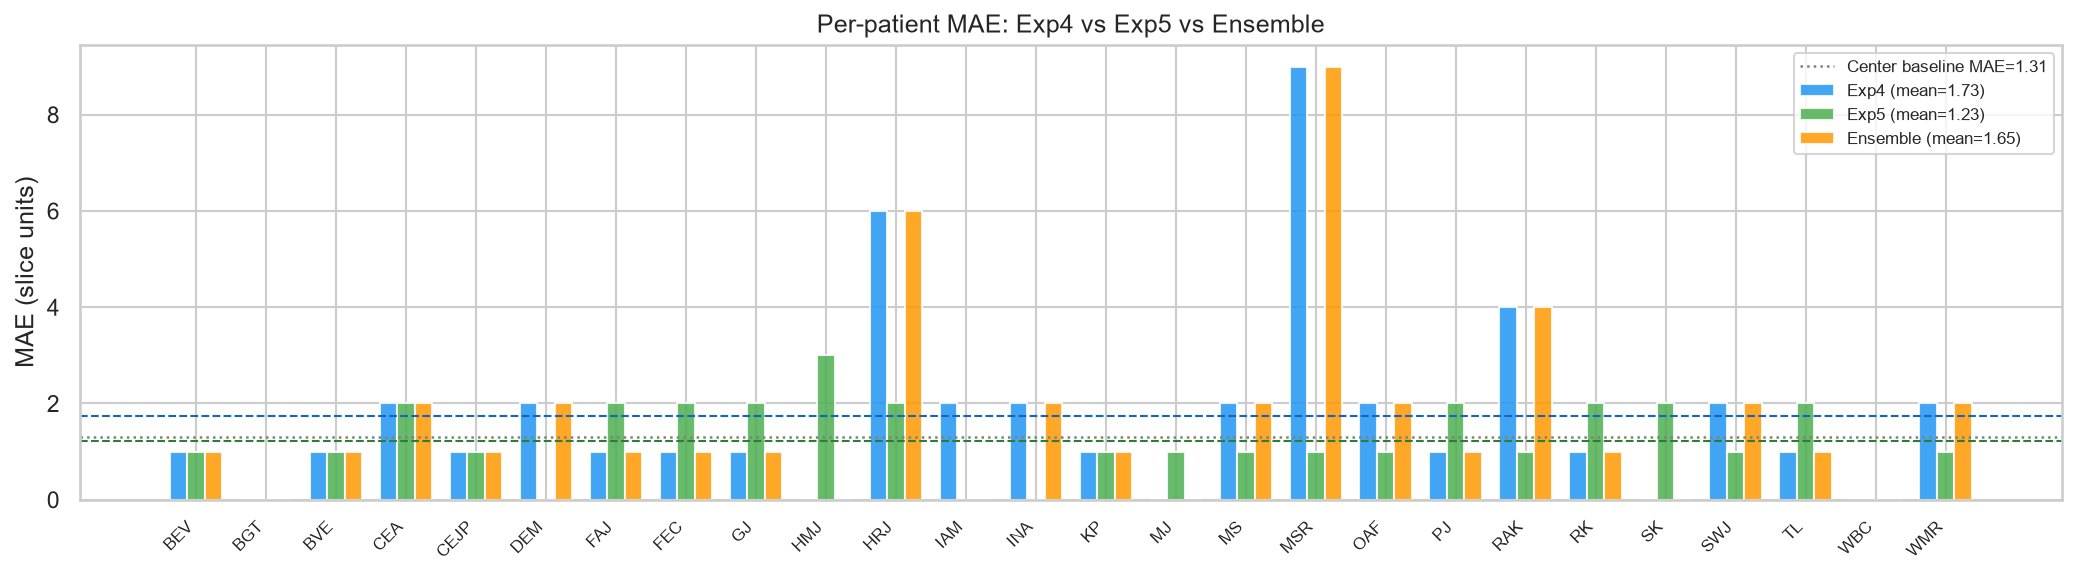 Per-patient MAE: Exp4 vs Exp5 vs Ensemble
Center baseline MAE=1.31
Exp4 (mean=1.73)
Exp5 (mean=1.23)
Ensemble (mean=1.65)
MAE (slice units)
8
6
4
2
0
BEV BGT BVE CEA CEJP DEM FAJ FEC GJ HMJ HRJ IAM INA KP MJ MS MSR OAF PJ RAK RK SK SWJ TL WBC WMR